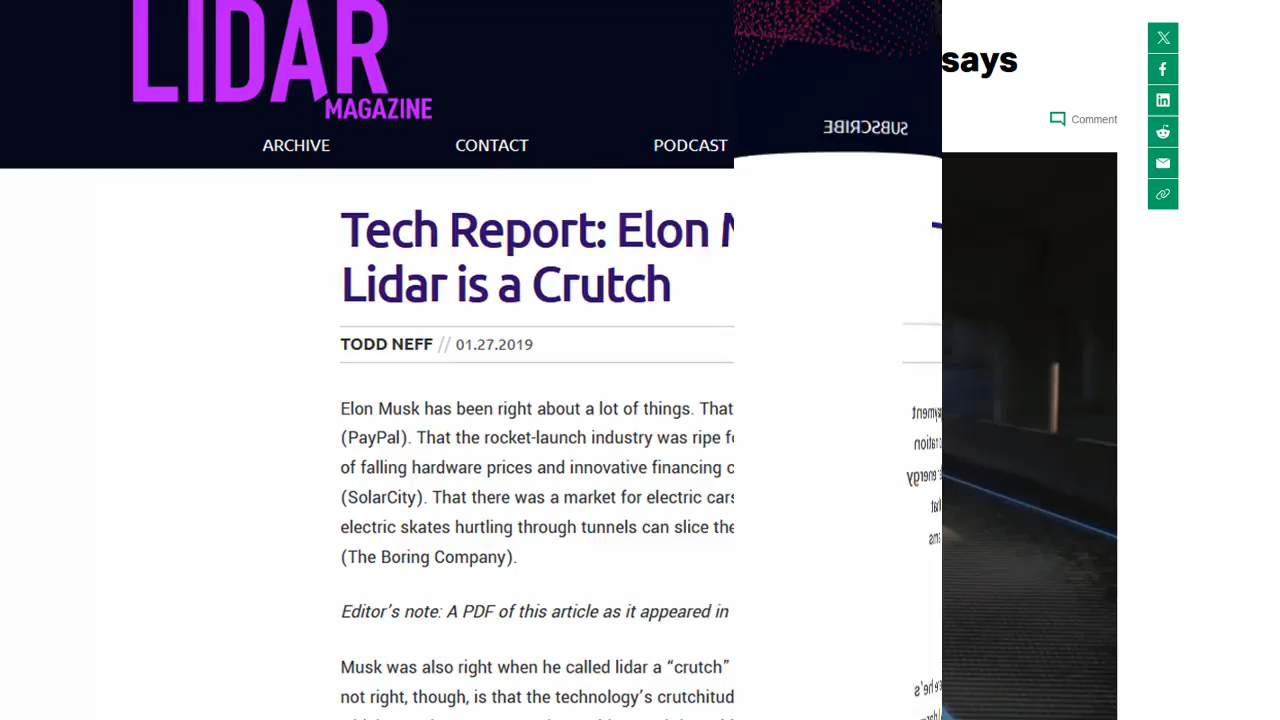 LIDAR
MAGAZINE
ARCHIVE CONTACT PODCAST
SUBSCRIBE
says
Comment
Tech Report: Elon
Lidar is a Crutch
TODD NEFF // 01.27.2019
Elon Musk has been right about a lot of things. That
(PayPal). That the rocket-launch industry was ripe
of falling hardware prices and innovative financing
(SolarCity). That there was a market for electric cars
electric skates hurtling through tunnels can slice the
(The Boring Company).
Editor's note: A PDF of this article as it appeared in
Musk was also right when he called lidar a “crutch”
not right, though, is that the technology's crutchitud
energy
he's